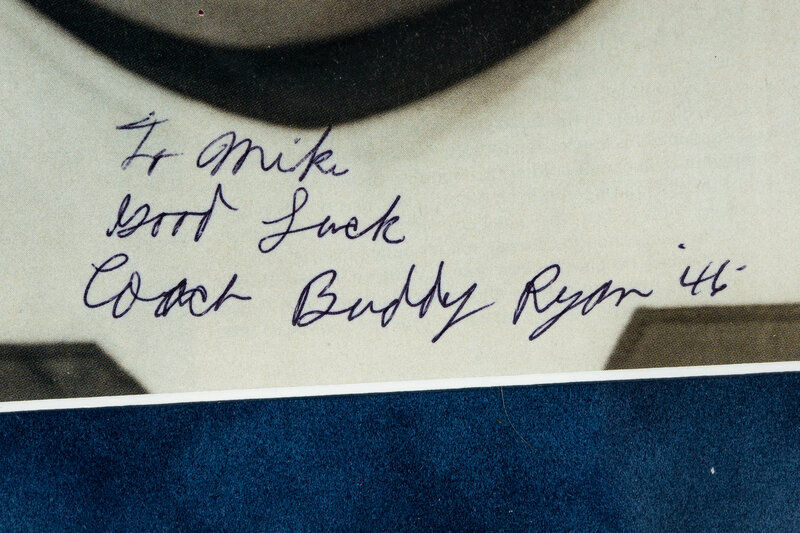 To Mike
Good Luck
Coach Buddy Ryan '46'